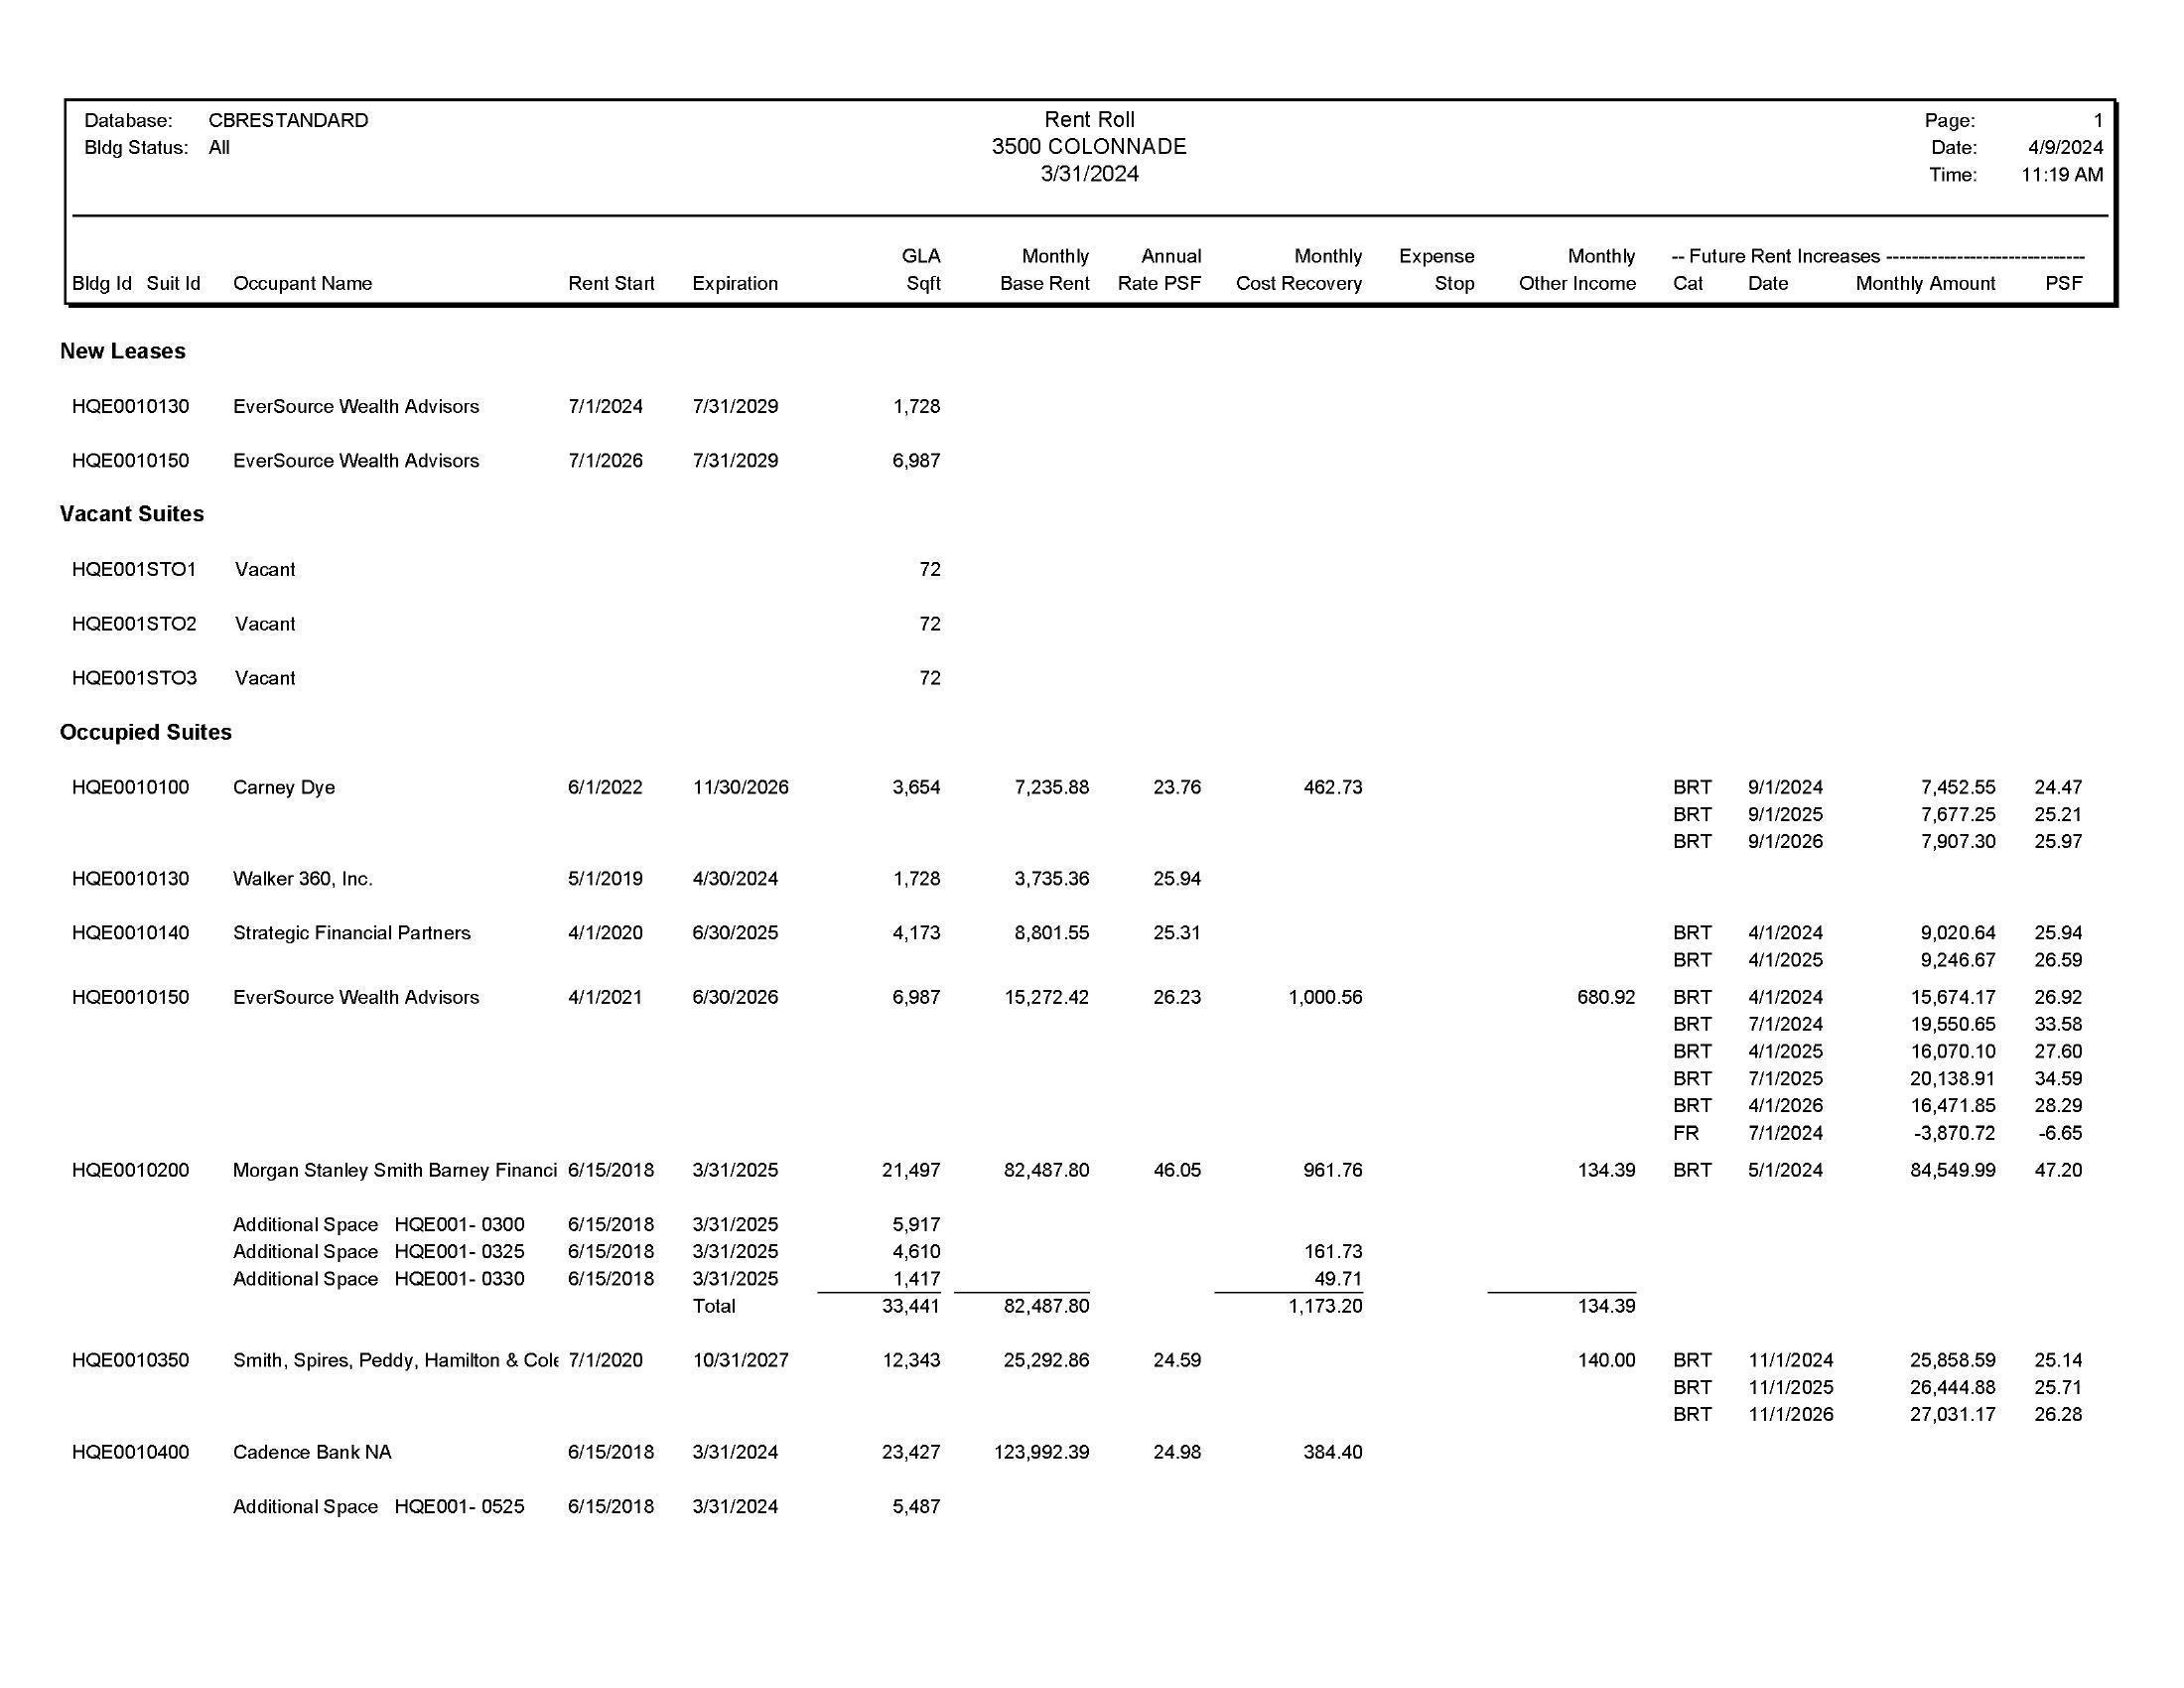 Database: CBRESTANDARD Rent Roll Page: 1
Bldg Status: All 3500 COLONNADE Date: 4/9/2024
3/31/2024 Time: 11:19 AM
GLA Monthly Annual Monthly Expense Monthly -- Future Rent Increases -------------------------------
Bldg Id Suit Id Occupant Name Rent Start Expiration Sqft Base Rent Rate PSF Cost Recovery Stop Other Income Cat Date Monthly Amount PSF
New Leases
HQE0010130 EverSource Wealth Advisors 7/1/2024 7/31/2029 1,728
HQE0010150 EverSource Wealth Advisors 7/1/2026 7/31/2029 6,987
Vacant Suites
HQE001STO1 Vacant 72
HQE001STO2 Vacant 72
HQE001STO3 Vacant 72
Occupied Suites
HQE0010100 Carney Dye 6/1/2022 11/30/2026 3,654 7,235.88 23.76 462.73 BRT 9/1/2024 7,452.55 24.47
BRT 9/1/2025 7,677.25 25.21
BRT 9/1/2026 7,907.30 25.97
HQE0010130 Walker 360, Inc. 5/1/2019 4/30/2024 1,728 3,735.36 25.94
HQE0010140 Strategic Financial Partners 4/1/2020 6/30/2025 4,173 8,801.55 25.31 BRT 4/1/2024 9,020.64 25.94
BRT 4/1/2025 9,246.67 26.59
HQE0010150 EverSource Wealth Advisors 4/1/2021 6/30/2026 6,987 15,272.42 26.23 1,000.56 680.92 BRT 4/1/2024 15,674.17 26.92
BRT 7/1/2024 19,550.65 33.58
BRT 4/1/2025 16,070.10 27.60
BRT 7/1/2025 20,138.91 34.59
BRT 4/1/2026 16,471.85 28.29
FR 7/1/2024 -3,870.72 -6.65
HQE0010200 Morgan Stanley Smith Barney Financi 6/15/2018 3/31/2025 21,497 82,487.80 46.05 961.76 134.39 BRT 5/1/2024 84,549.99 47.20
Additional Space HQE001- 0300 6/15/2018 3/31/2025 5,917
Additional Space HQE001- 0325 6/15/2018 3/31/2025 4,610 161.73
Additional Space HQE001- 0330 6/15/2018 3/31/2025 1,417 49.71
Total 33,441 82,487.80 1,173.20 134.39
HQE0010350 Smith, Spires, Peddy, Hamilton & Cole 7/1/2020 10/31/2027 12,343 25,292.86 24.59 140.00 BRT 11/1/2024 25,858.59 25.14
BRT 11/1/2025 26,444.88 25.71
BRT 11/1/2026 27,031.17 26.28
HQE0010400 Cadence Bank NA 6/15/2018 3/31/2024 23,427 123,992.39 24.98 384.40
Additional Space HQE001- 0525 6/15/2018 3/31/2024 5,487